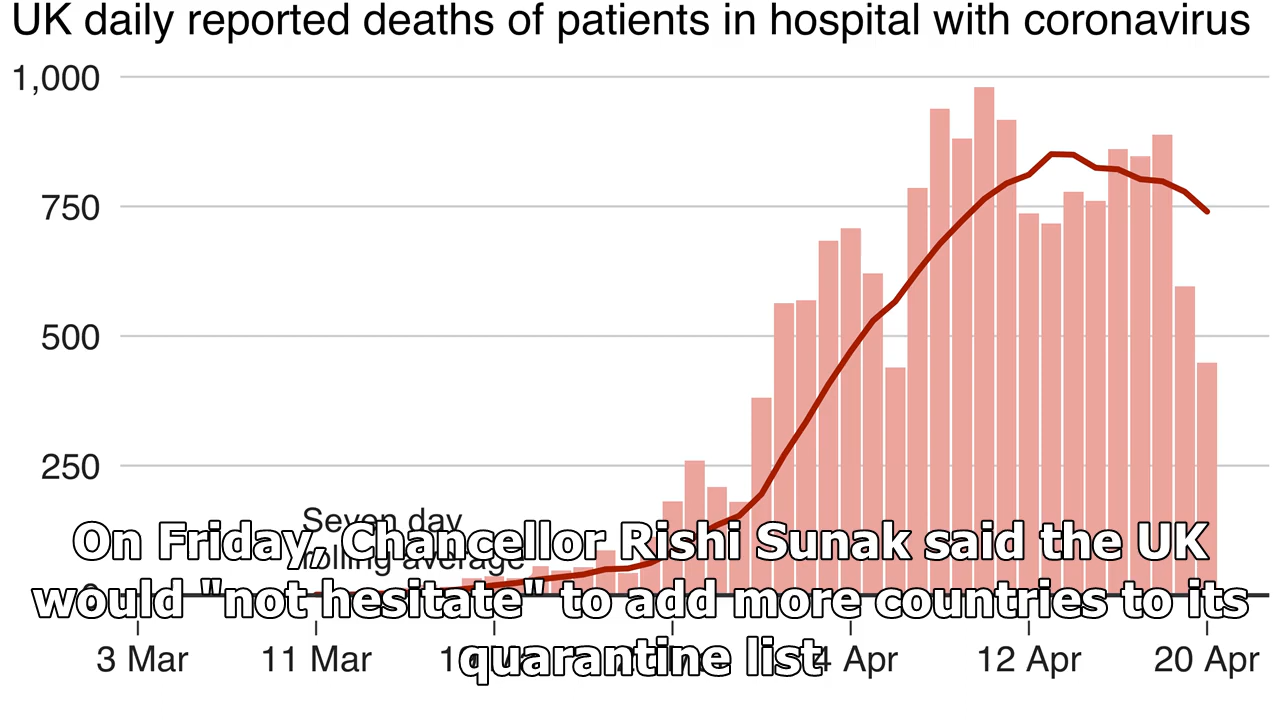 UK daily reported deaths of patients in hospital with coronavirus
1,000
750
500
250
0
Seven day
rolling average
On Friday, Chancellor Rishi Sunak said the UK
would "not hesitate" to add more countries to its
quarantine list
3 Mar
11 Mar
4 Apr
12 Apr
20 Apr